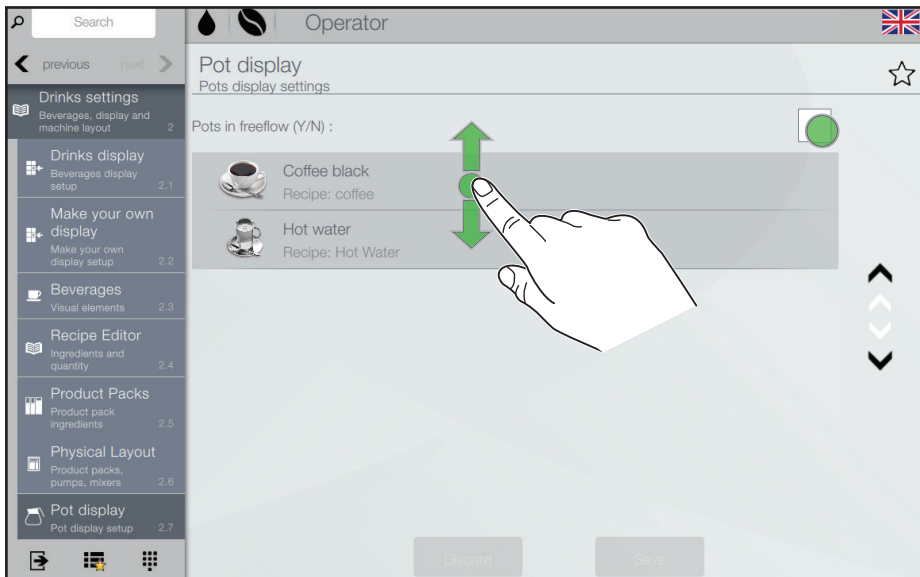 Search
Operator
previous
next
Pot display
Pots display settings
Drinks settings
Beverages, display and
machine layout 2
Pots in freeflow (Y/N) :
Drinks display
Beverages display
setup 2.1
Coffee black
Recipe: coffee
Make your own
display
Make your own
display setup 2.2
Hot water
Recipe: Hot Water
Beverages
Visual elements 2.3
Recipe Editor
Ingredients and
quantity 2.4
Product Packs
Product pack
ingredients 2.5
Physical Layout
Product packs,
pumps, mixers 2.6
Pot display
Pot display setup 2.7
Discard
Save